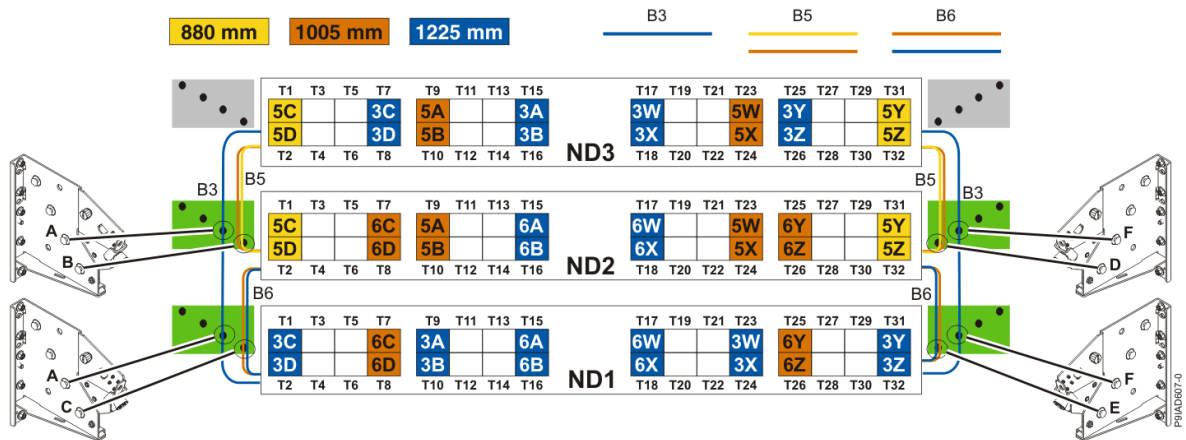 880 mm 1005 mm 1225 mm B3 B5 B6
T1 T3 T5 T7 T9 T11 T13 T15 T17 T19 T21 T23 T25 T27 T29 T31
5C 3C 5A 3A 3W 5W 3Y 5Y
5D 3D 5B 3B 3X 5X 3Z 5Z
T2 T4 T6 T8 T10 T12 T14 T16 ND3 T18 T20 T22 T24 T26 T28 T30 T32
B3 B5 B5 B3
T1 T3 T5 T7 T9 T11 T13 T15 T17 T19 T21 T23 T25 T27 T29 T31
5C 6C 5A 6A 6W 5W 6Y 5Y
A F
5D 6D 5B 6B 6X 5X 6Z 5Z
B D
T2 T4 T6 T8 T10 T12 T14 T16 ND2 T18 T20 T22 T24 T26 T28 T30 T32
B6 B6
T1 T3 T5 T7 T9 T11 T13 T15 T17 T19 T21 T23 T25 T27 T29 T31
3C 6C 3A 6A 6W 3W 6Y 3Y
3D 6D 3B 6B 6X 3X 6Z 3Z
A F
T2 T4 T6 T8 T10 T12 T14 T16 ND1 T18 T20 T22 T24 T26 T28 T30 T32
C E
P9IAD607-0